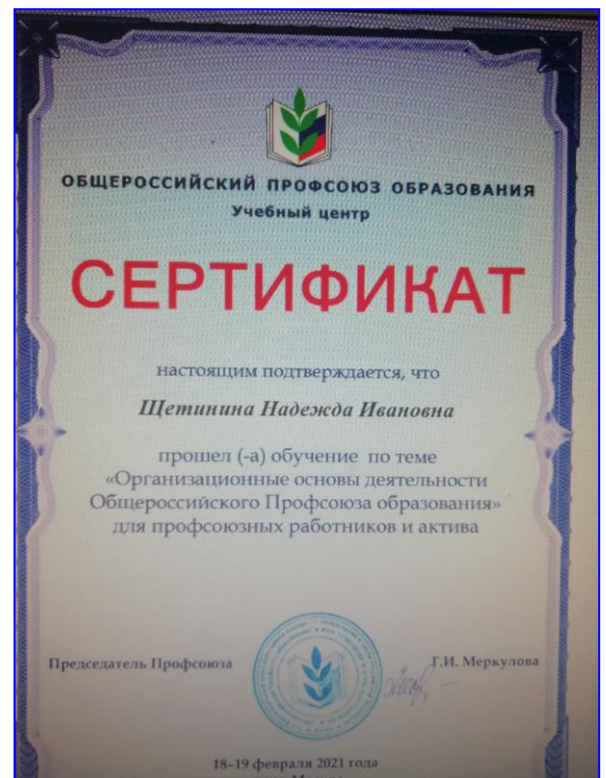 ОБЩЕРОССИЙСКИЙ ПРОФСОЮЗ ОБРАЗОВАНИЯ
Учебный центр
СЕРТИФИКАТ
настоящим подтверждается, что
Щетинина Надежда Ивановна
прошел (-а) обучение по теме
«Организационные основы деятельности
Общероссийского Профсоюза образования»
для профсоюзных работников и актива
Председатель Профсоюза
Г.И. Меркулова
18-19 февраля 2021 года